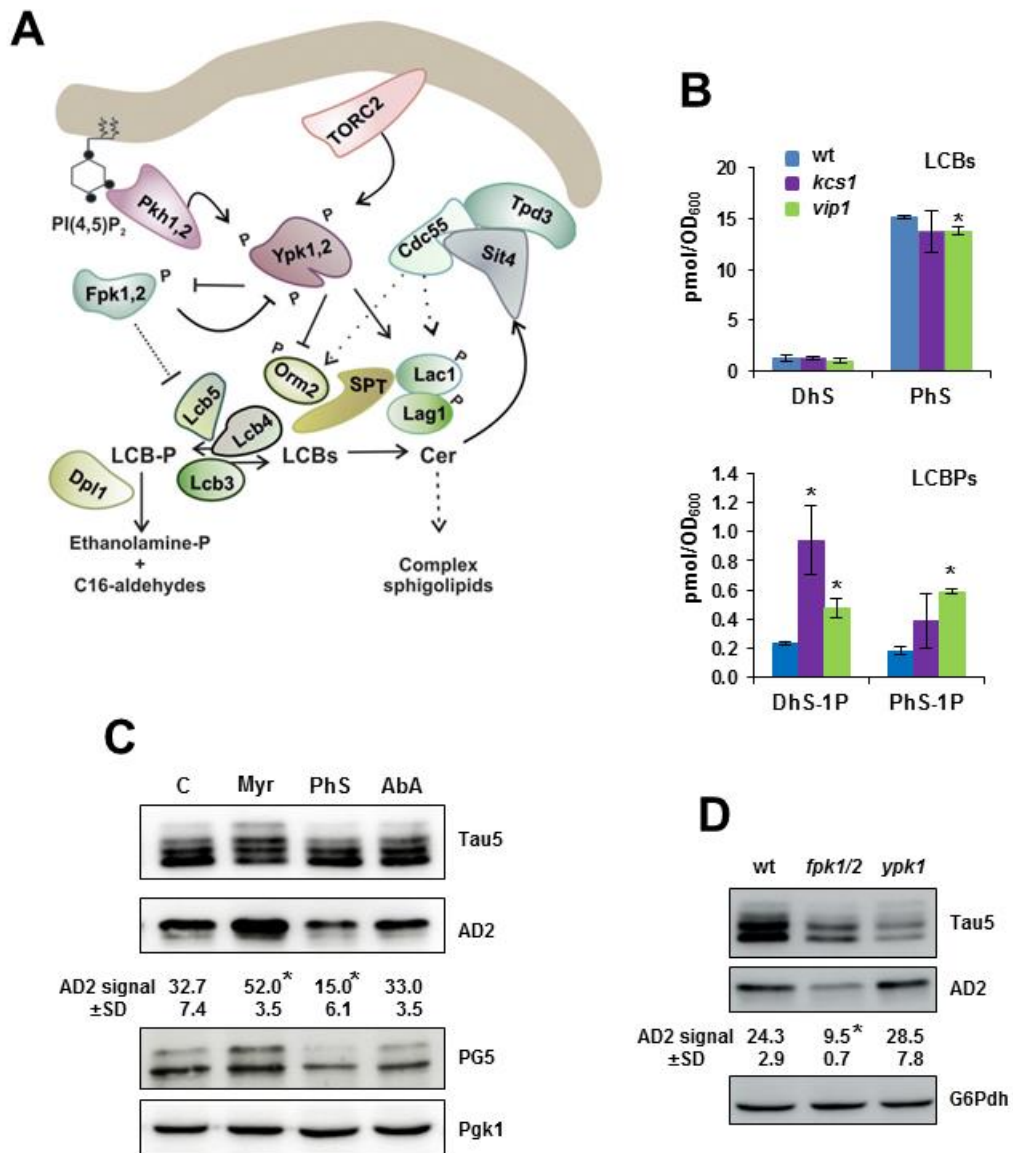 A
TORC2
Pkh1,2
PI(4,5)P2
P
P
Ypk1,2
P
Cdc55
Tpd3
Sit4
Fpk1,2
P
P
Orm2
SPT
Lac1
P
Lag1
P
Lcb5
Lcb4
LCB-P
LCBs
Cer
Lcb3
Dpl1
Ethanolamine-P
+
C16-aldehydes
Complex
sphigolipids
B
wt
kcs1
vip1
LCBs
20
15
10
5
0
pmol/OD600
*
DhS
PhS
LCBPs
1.4
1.2
1.0
0.8
0.6
0.4
0.2
0.0
pmol/OD600
*
*
*
DhS-1P
PhS-1P
C
C Myr PhS AbA
Tau5
AD2
AD2 signal 32.7 52.0* 15.0* 33.0
±SD 7.4 3.5 6.1 3.5
PG5
Pgk1
D
wt fpk1/2 ypk1
Tau5
AD2
AD2 signal 24.3 9.5* 28.5
±SD 2.9 0.7 7.8
G6Pdh